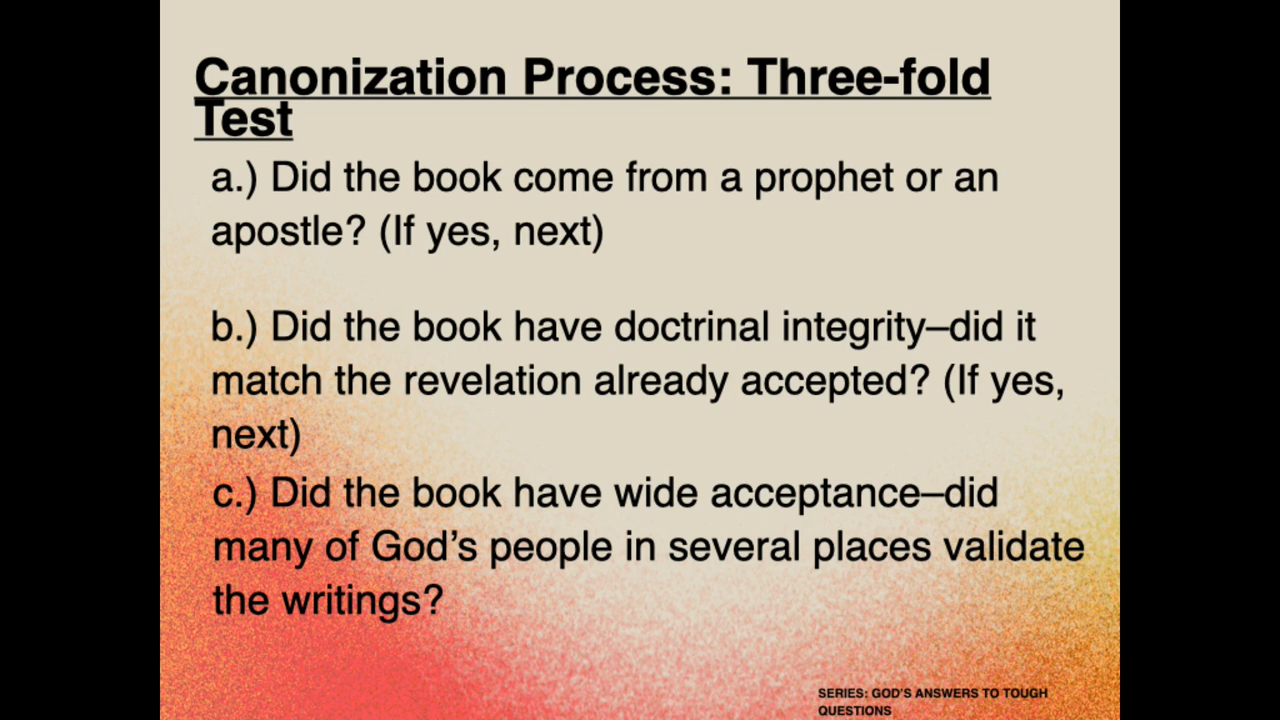 Canonization Process: Three-fold
Test
a.) Did the book come from a prophet or an
apostle? (If yes, next)
b.) Did the book have doctrinal integrity–did it
match the revelation already accepted? (If yes,
next)
c.) Did the book have wide acceptance–did
many of God’s people in several places validate
the writings?
SERIES: GOD’S ANSWERS TO TOUGH
QUESTIONS